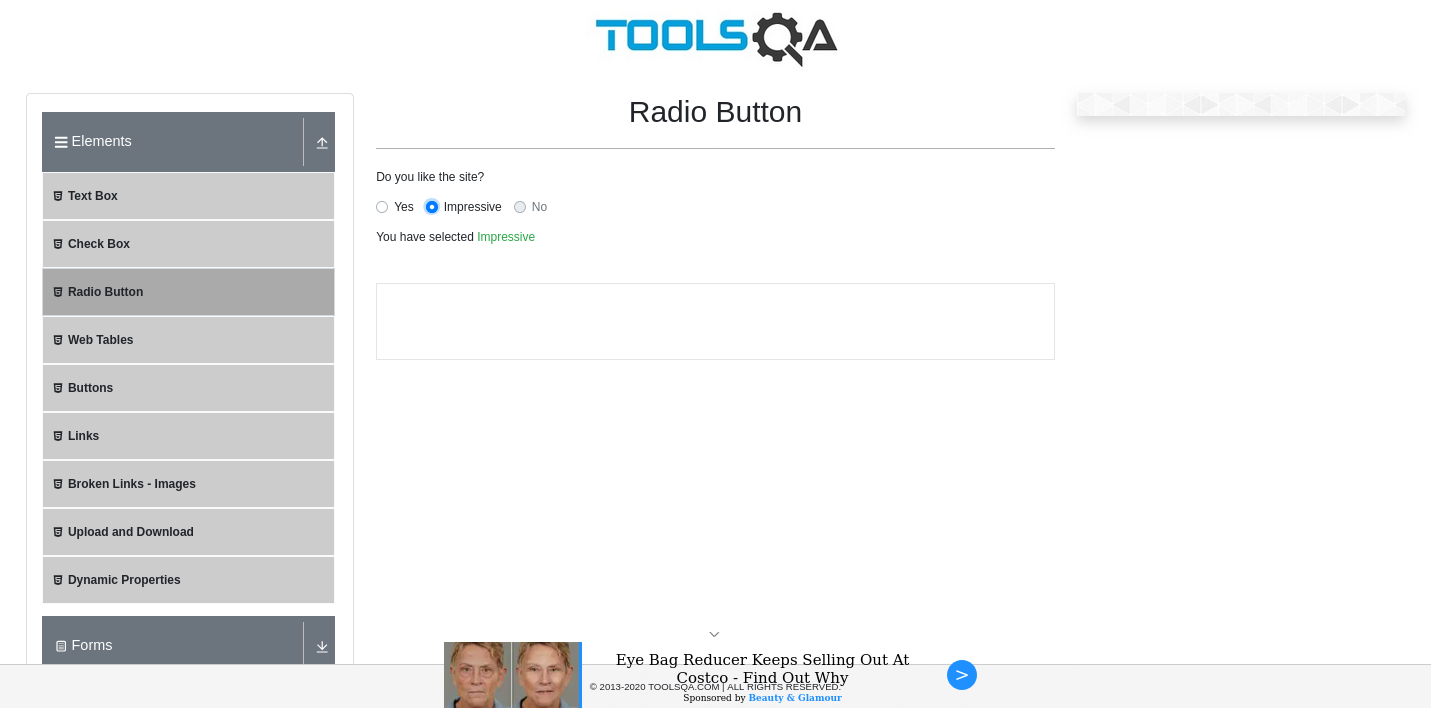 TOOLSQA
Elements
Text Box
Check Box
Radio Button
Web Tables
Buttons
Links
Broken Links - Images
Upload and Download
Dynamic Properties
Forms
Radio Button
Do you like the site?
Yes Impressive No
You have selected Impressive
Eye Bag Reducer Keeps Selling Out At
Costco - Find Out Why
© 2013-2020 TOOLSQA.COM | ALL RIGHTS RESERVED.
Sponsored by Beauty & Glamour
>